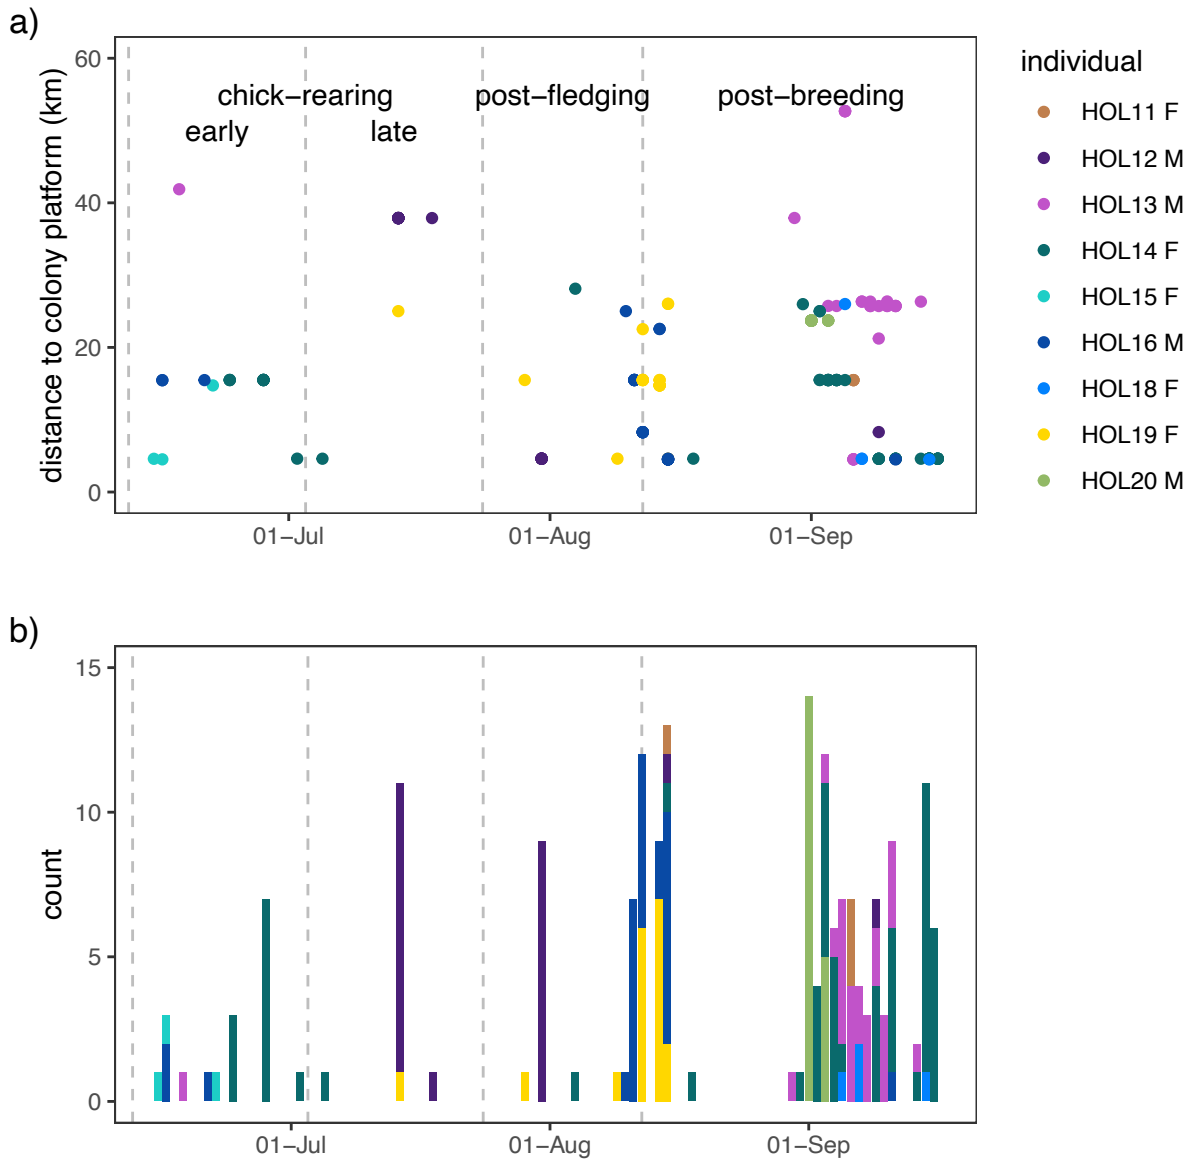 a)
60
40
20
0
distance to colony platform (km)
chick−rearing
early
late
post−fledging
post−breeding
01−Jul
01−Aug
01−Sep
individual
HOL11 F
HOL12 M
HOL13 M
HOL14 F
HOL15 F
HOL16 M
HOL18 F
HOL19 F
HOL20 M
b)
15
10
5
0
count
01−Jul
01−Aug
01−Sep